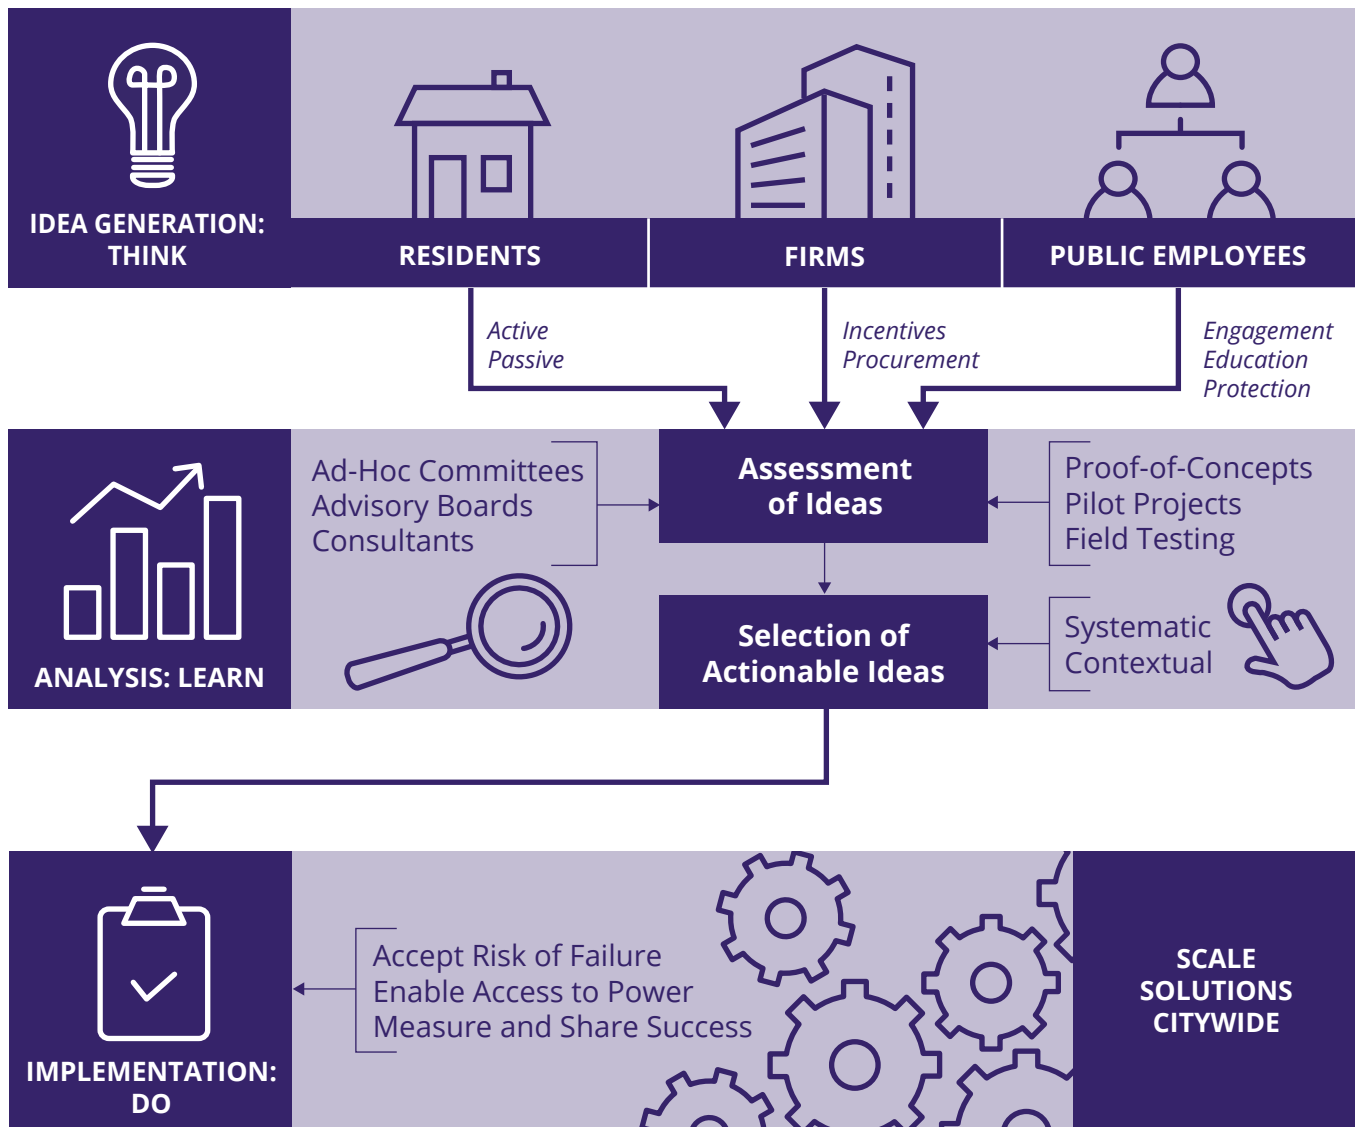 IDEA GENERATION:
THINK
RESIDENTS
FIRMS
PUBLIC EMPLOYEES
Active
Passive
Incentives
Procurement
Engagement
Education
Protection
ANALYSIS: LEARN
Ad-Hoc Committees
Advisory Boards
Consultants
Assessment
of Ideas
Proof-of-Concepts
Pilot Projects
Field Testing
Selection of
Actionable Ideas
Systematic
Contextual
IMPLEMENTATION:
DO
Accept Risk of Failure
Enable Access to Power
Measure and Share Success
SCALE
SOLUTIONS
CITYWIDE